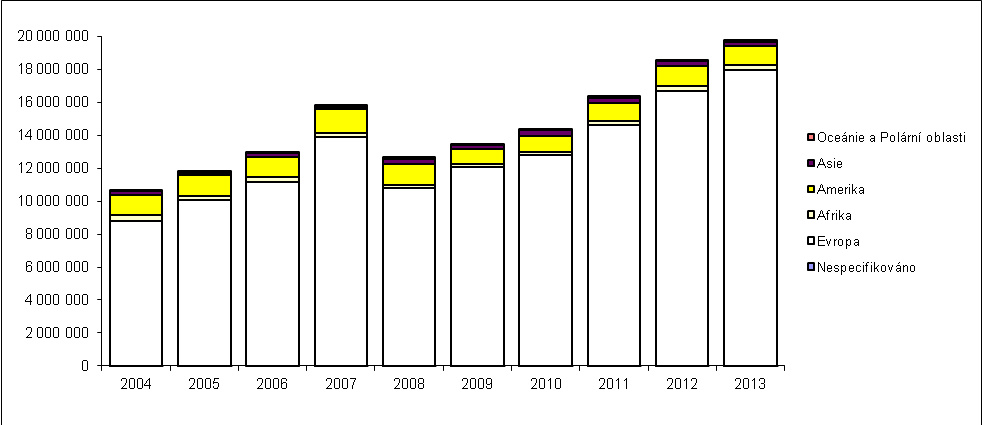 20 000 000
18 000 000
16 000 000
14 000 000
12 000 000
10 000 000
8 000 000
6 000 000
4 000 000
2 000 000
0
2004 2005 2006 2007 2008 2009 2010 2011 2012 2013
Oceánie a Polární oblasti
Asie
Amerika
Afrika
Evropa
Nespecifikováno